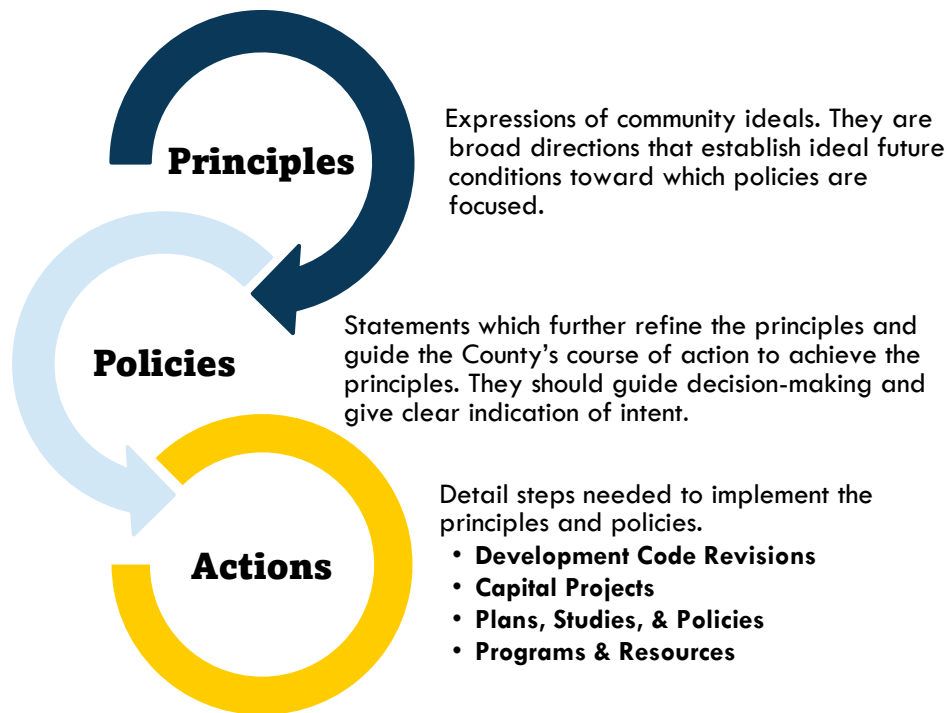 Principles
Expressions of community ideals. They are
broad directions that establish ideal future
conditions toward which policies are
focused.
Policies
Statements which further refine the principles and
guide the County’s course of action to achieve the
principles. They should guide decision-making and
give clear indication of intent.
Actions
Detail steps needed to implement the
principles and policies.
• Development Code Revisions
• Capital Projects
• Plans, Studies, & Policies
• Programs & Resources